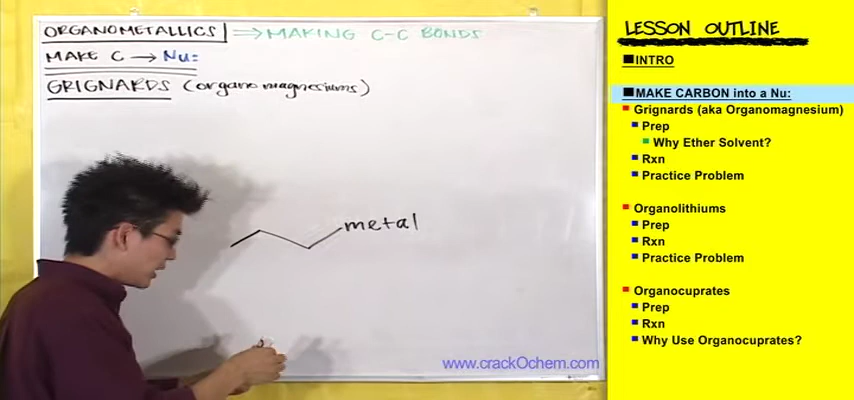 ORGANOMETALLICS ⇒ MAKING C-C BONDS
MAKE C → Nu:
GRIGNARDS (organomagnesiums)
metal
www.crackOchem.com
LESSON OUTLINE
INTRO
MAKE CARBON into a Nu:
Grignards (aka Organomagnesium)
Prep
Why Ether Solvent?
Rxn
Practice Problem
Organolithiums
Prep
Rxn
Practice Problem
Organocuprates
Prep
Rxn
Why Use Organocuprates?